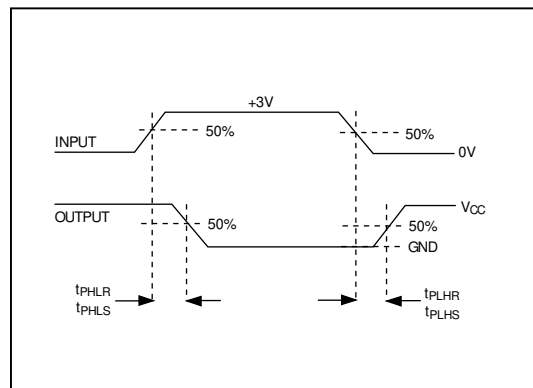 +3V
50%
50%
INPUT
0V
VCC
OUTPUT
50%
50%
GND
tPHLR
tPHLS
tPLHR
tPLHS